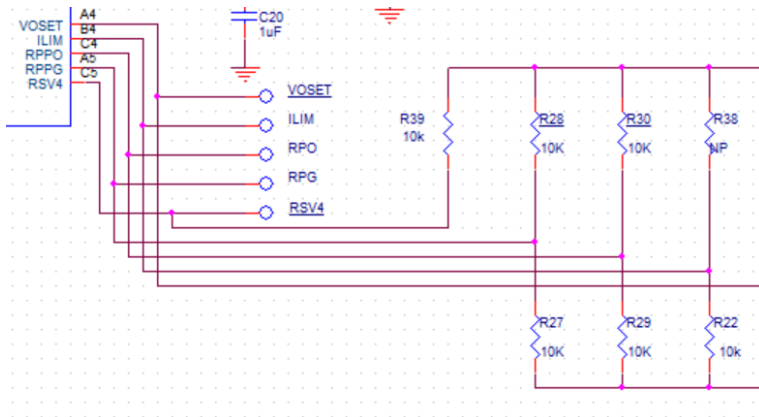 A4
VOSET
B4
ILIM
C4
RPPO
A5
RPPG
C5
RSV4
C20
1uF
VOSET
ILIM
RPO
RPG
RSV4
R39
10k
R28
10K
R30
10K
R38
NP
R27
10K
R29
10K
R22
10k